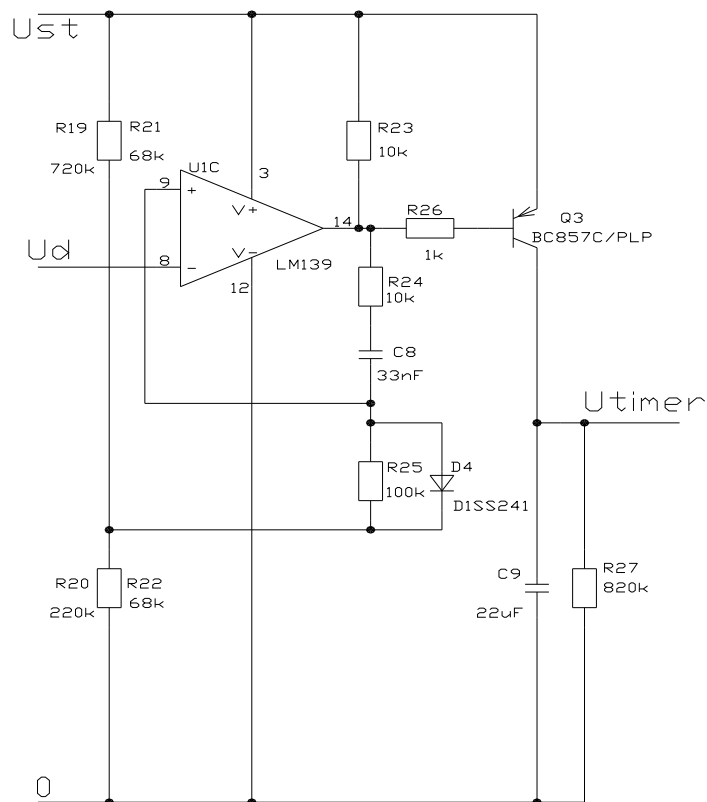 Ust
R19 R21
720k 68k
R23
10k
U1C
9
+
3
V+
14
R26
1k
Q3
BC857C/PLP
Ud
8
-
V-
12
LM139
R24
10k
C8
33nF
Utimer
R25
100k
D4
D1SS241
R20 R22
220k 68k
C9
22uF
R27
820k
0